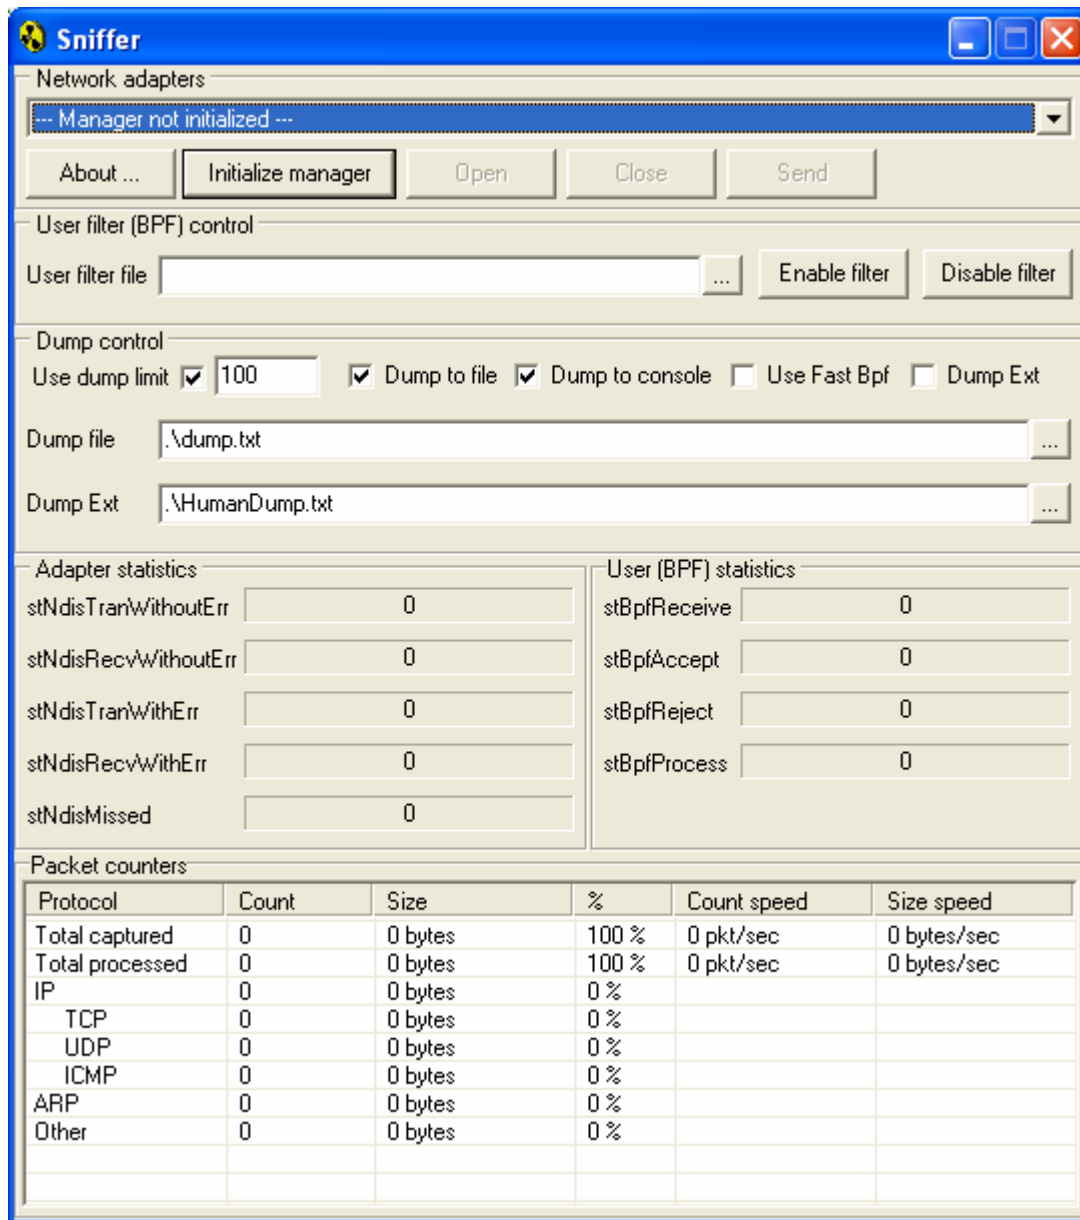 Sniffer
Network adapters
--- Manager not initialized ---
About ... Initialize manager Open Close Send
User filter (BPF) control
User filter file ... Enable filter Disable filter
Dump control
Use dump limit 100 Dump to file Dump to console Use Fast Bpf Dump Ext
Dump file .\dump.txt ...
Dump Ext .\HumanDump.txt ...
Adapter statistics
stNdisTranWithoutErr 0
stNdisRecvWithoutErr 0
stNdisTranWithErr 0
stNdisRecvWithErr 0
stNdisMissed 0
User (BPF) statistics
stBpfReceive 0
stBpfAccept 0
stBpfReject 0
stBpfProcess 0
Packet counters
Protocol Count Size % Count speed Size speed
Total captured 0 0 bytes 100 % 0 pkt/sec 0 bytes/sec
Total processed 0 0 bytes 100 % 0 pkt/sec 0 bytes/sec
IP 0 0 bytes 0 %
TCP 0 0 bytes 0 %
UDP 0 0 bytes 0 %
ICMP 0 0 bytes 0 %
ARP 0 0 bytes 0 %
Other 0 0 bytes 0 %